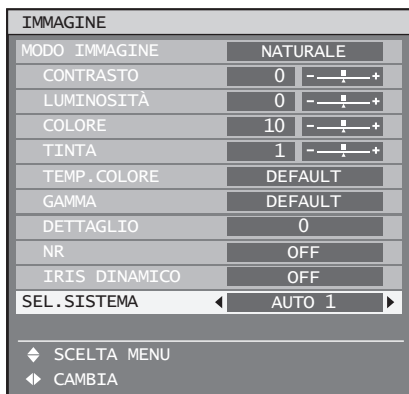 IMMAGINE
MODO IMMAGINE NATURALE
CONTRASTO 0 - +
LUMINOSITÀ 0 - +
COLORE 10 - +
TINTA 1 - +
TEMP.COLORE DEFAULT
GAMMA DEFAULT
DETTAGLIO 0
NR OFF
IRIS DINAMICO OFF
SEL.SISTEMA AUTO 1
SCELTA MENU
CAMBIA